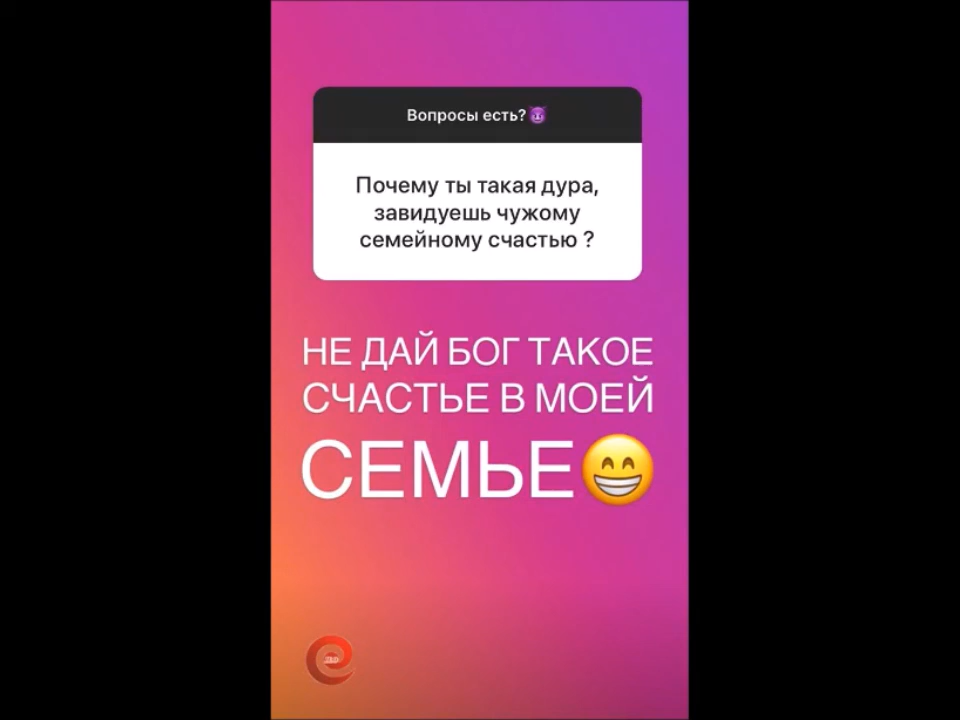 Вопросы есть?😈
Почему ты такая дура,
завидуешь чужому
семейному счастью ?
НЕ ДАЙ БОГ ТАКОЕ
СЧАСТЬЕ В МОЕЙ
СЕМЬЕ😁